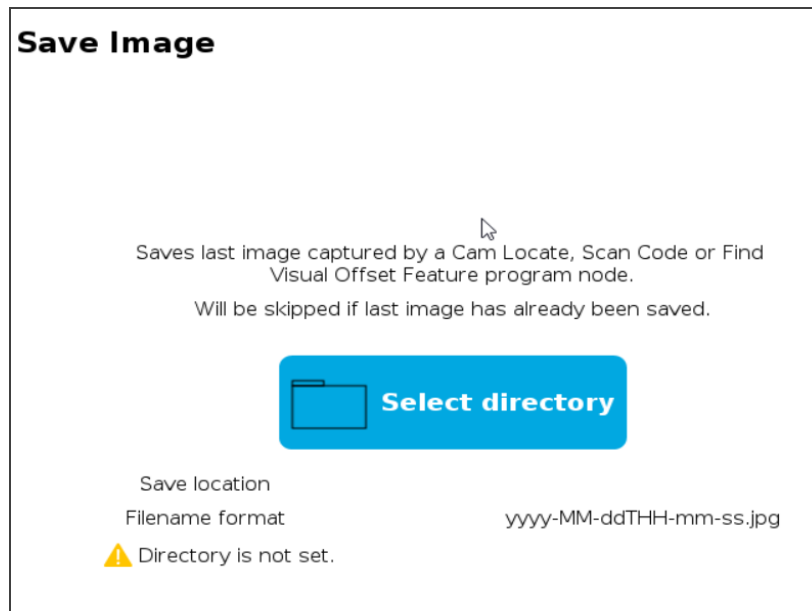 Save Image
Saves last image captured by a Cam Locate, Scan Code or Find
Visual Offset Feature program node.
Will be skipped if last image has already been saved.
Select directory
Save location
Filename format yyyy-MM-ddTHH-mm-ss.jpg
Directory is not set.